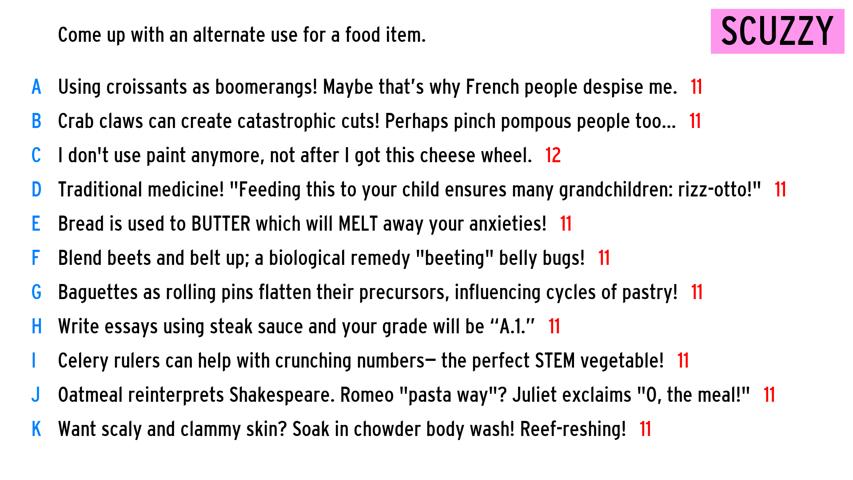 Come up with an alternate use for a food item.
SCUZZY
A Using croissants as boomerangs! Maybe that's why French people despise me. 11
B Crab claws can create catastrophic cuts! Perhaps pinch pompous people too... 11
C I don't use paint anymore, not after I got this cheese wheel. 12
D Traditional medicine! "Feeding this to your child ensures many grandchildren: rizz-otto!" 11
E Bread is used to BUTTER which will MELT away your anxieties! 11
F Blend beets and belt up; a biological remedy "beeting" belly bugs! 11
G Baguettes as rolling pins flatten their precursors, influencing cycles of pastry! 11
H Write essays using steak sauce and your grade will be “A.1.” 11
I Celery rulers can help with crunching numbers— the perfect STEM vegetable! 11
J Oatmeal reinterprets Shakespeare. Romeo "pasta way"? Juliet exclaims "O, the meal!" 11
K Want scaly and clammy skin? Soak in chowder body wash! Reef-reshing! 11